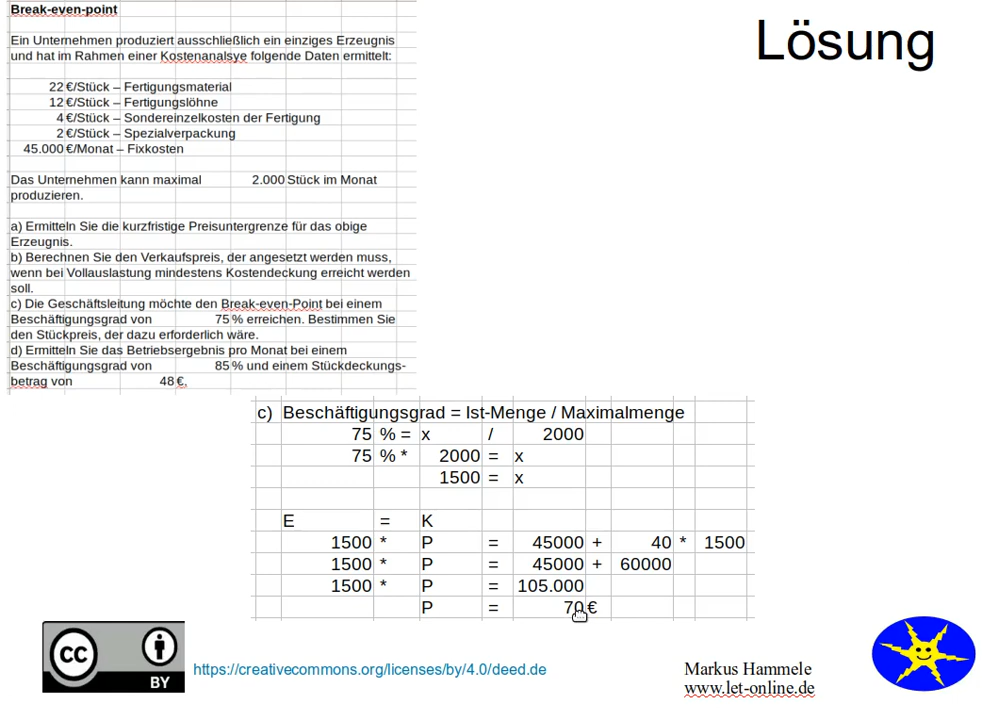 Break-even-point
Lösung
Ein Unternehmen produziert ausschließlich ein einziges Erzeugnis
und hat im Rahmen einer Kostenanalsye folgende Daten ermittelt:
22 €/Stück – Fertigungsmaterial
12 €/Stück – Fertigungslöhne
4 €/Stück – Sondereinzelkosten der Fertigung
2 €/Stück – Spezialverpackung
45.000 €/Monat – Fixkosten
Das Unternehmen kann maximal 2.000 Stück im Monat
produzieren.
a) Ermitteln Sie die kurzfristige Preisuntergrenze für das obige
Erzeugnis.
b) Berechnen Sie den Verkaufspreis, der angesetzt werden muss,
wenn bei Vollauslastung mindestens Kostendeckung erreicht werden
soll.
c) Die Geschäftsleitung möchte den Break-even-Point bei einem
Beschäftigungsgrad von 75 % erreichen. Bestimmen Sie
den Stückpreis, der dazu erforderlich wäre.
d) Ermitteln Sie das Betriebsergebnis pro Monat bei einem
Beschäftigungsgrad von 85 % und einem Stückdeckungs-
betrag von 48 €.
c) Beschäftigungsgrad = Ist-Menge / Maximalmenge
75 % = x / 2000
75 % * 2000 = x
1500 = x
E = K
1500 * P = 45000 + 40 * 1500
1500 * P = 45000 + 60000
1500 * P = 105.000
P = 70 €
CC BY
https://creativecommons.org/licenses/by/4.0/deed.de
Markus Hammele
www.let-online.de